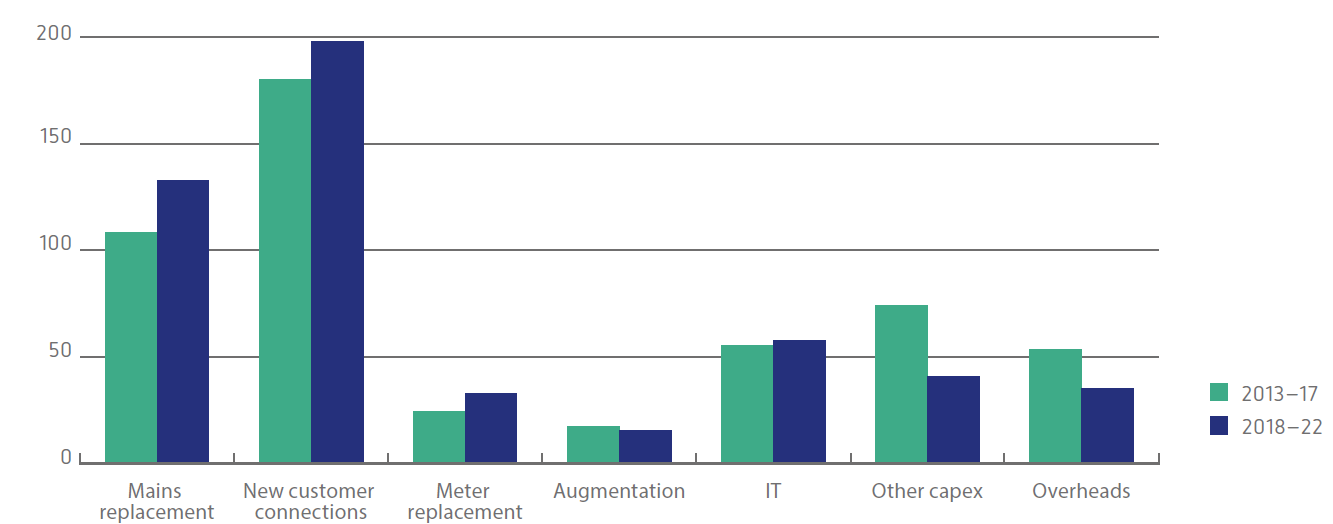 200
150
100
50
0
Mains
replacement
New customer
connections
Meter
replacement
Augmentation
IT
Other capex
Overheads
2013–17
2018–22